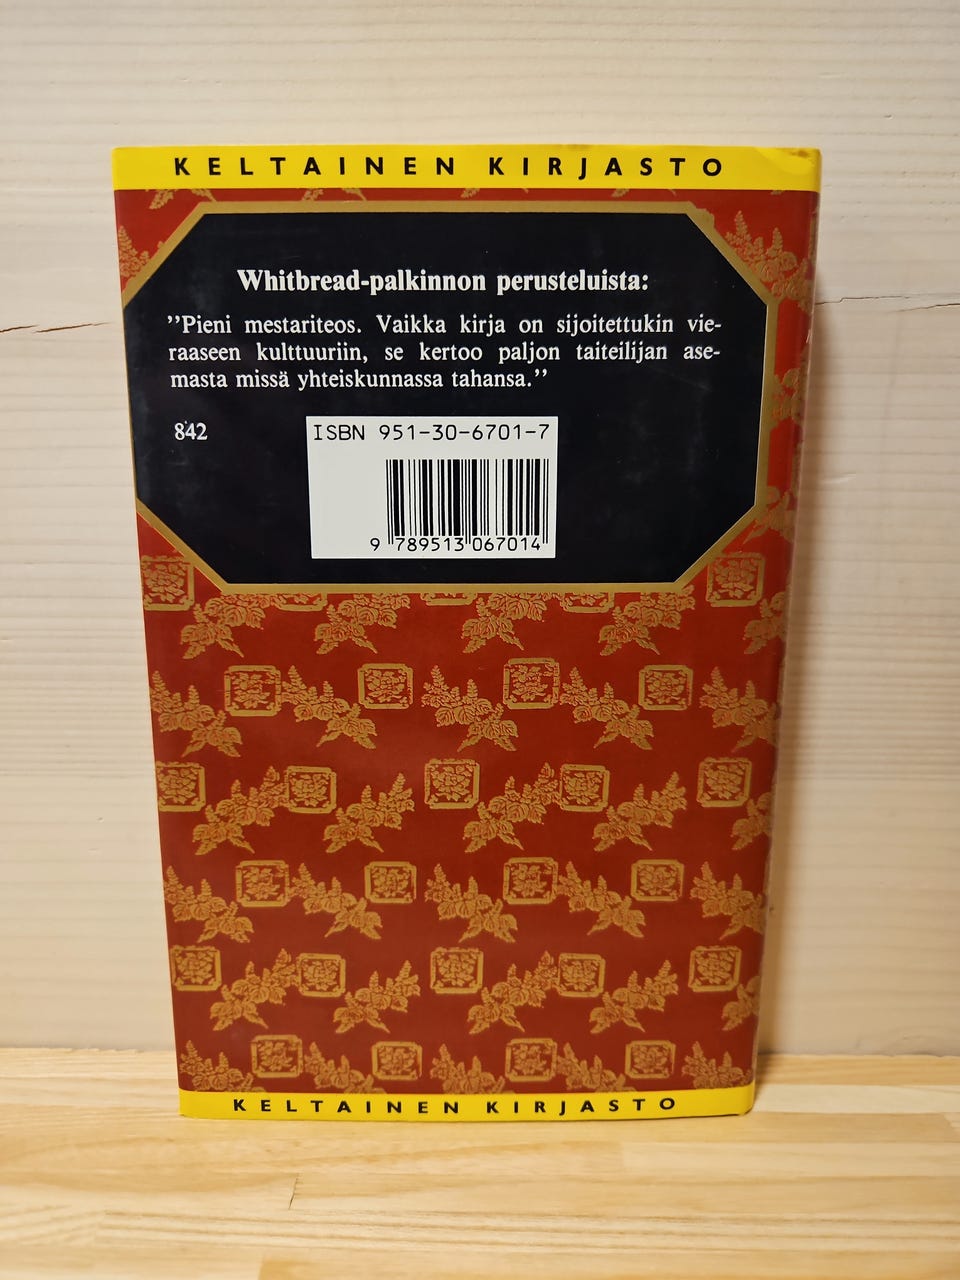 KELTAINEN KIRJASTO
Whitbread-palkinnon perusteluista:
”Pieni mestariteos. Vaikka kirja on sijoitettukin vie-
raaseen kulttuuriin, se kertoo paljon taiteilijan ase-
masta missä yhteiskunnassa tahansa.”
842
ISBN 951-30-6701-7
9 789513 067014
KELTAINEN KIRJASTO